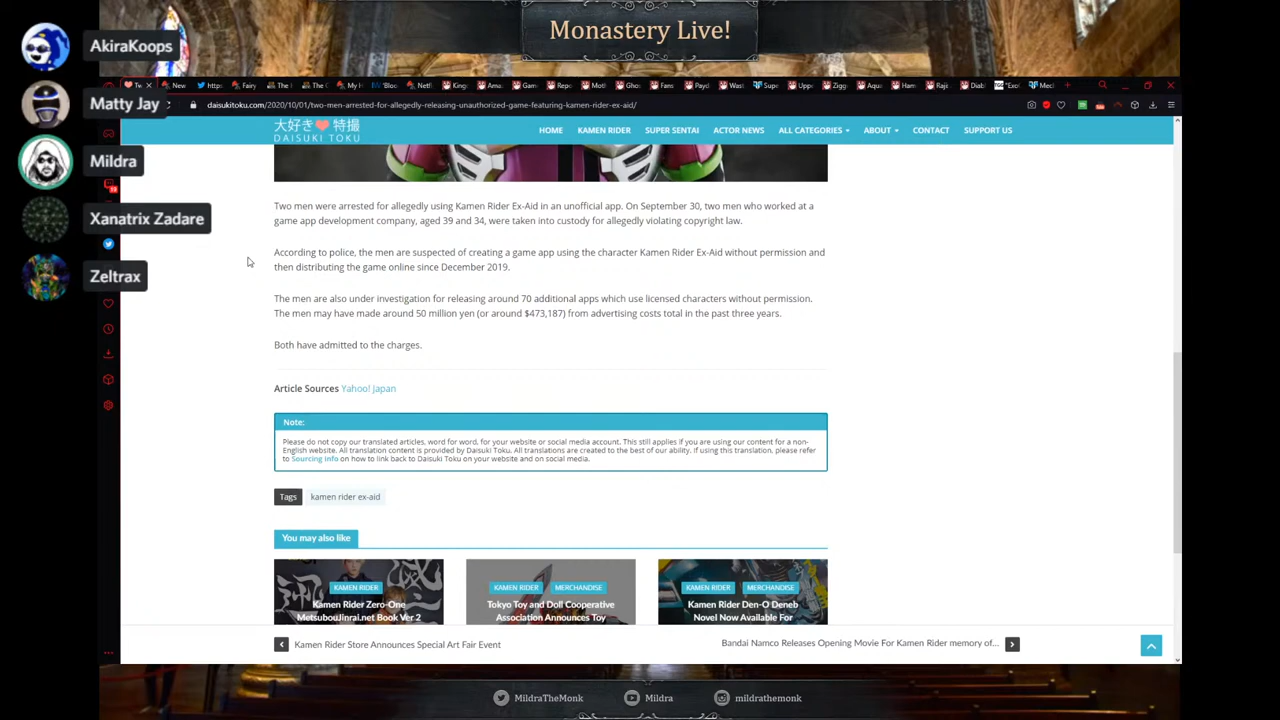 Monastery Live!
AkiraKoops
Matty Jay
Mildra
Xanatrix Zadare
Zeltrax
daisukitoku.com/2020/10/01/two-men-arrested-for-allegedly-releasing-unauthorized-game-featuring-kamen-rider-ex-aid/
大好き 特撮
DAISUKI TOKU
HOME KAMEN RIDER SUPER SENTAI ACTOR NEWS ALL CATEGORIES ABOUT CONTACT SUPPORT US
Two men were arrested for allegedly using Kamen Rider Ex-Aid in an unofficial app. On September 30, two men who worked at a
game app development company, aged 39 and 34, were taken into custody for allegedly violating copyright law.
According to police, the men are suspected of creating a game app using the character Kamen Rider Ex-Aid without permission and
then distributing the game online since December 2019.
The men are also under investigation for releasing around 70 additional apps which use licensed characters without permission.
The men may have made around 50 million yen (or around $473,187) from advertising costs total in the past three years.
Both have admitted to the charges.
Article Sources Yahoo! Japan
Note:
Please do not copy our translated articles, word for word, for your website or social media account. This still applies if you are using our content for a non-
English website. All translation content is provided by Daisuki Toku. All translations are created to the best of our ability. If using this translation, please refer
to Sourcing Info on how to link back to Daisuki Toku on your website and on social media.
Tags kamen rider ex-aid
You may also like
KAMEN RIDER
Kamen Rider Zero-One
MetsubouJinrai.net Book Ver 2
KAMEN RIDER MERCHANDISE
Tokyo Toy and Doll Cooperative
Association Announces Toy
KAMEN RIDER MERCHANDISE
Kamen Rider Den-O Deneb
Novel Now Available For
Kamen Rider Store Announces Special Art Fair Event
Bandai Namco Releases Opening Movie For Kamen Rider memory of...
MildraTheMonk Mildra mildrathemonk